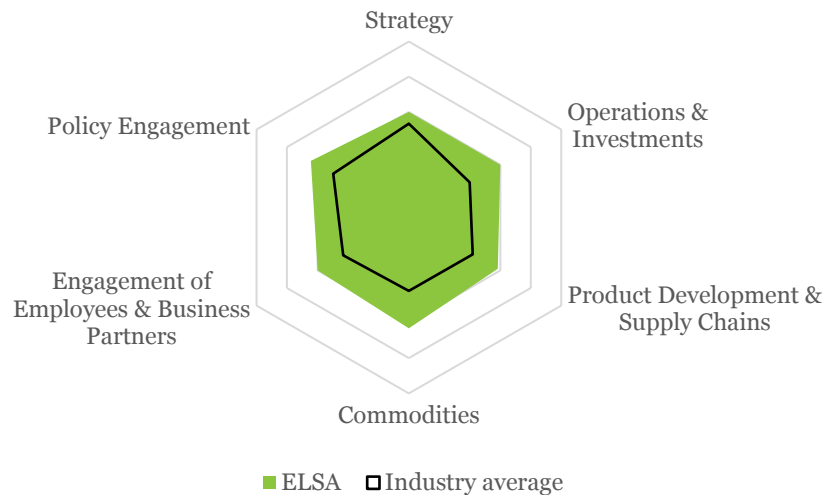 Strategy
Operations &
Investments
Policy Engagement
Engagement of
Employees & Business
Partners
Product Development &
Supply Chains
Commodities
ELSA
Industry average